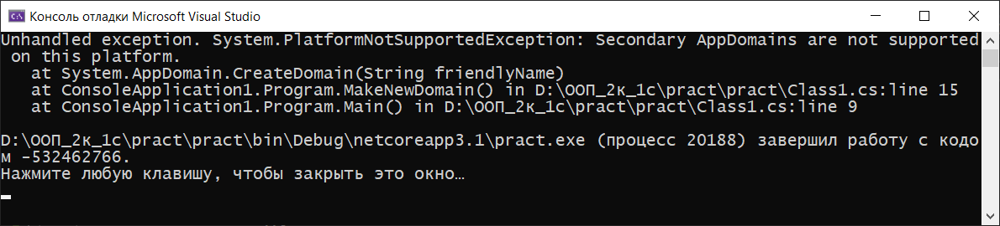 Консоль отладки Microsoft Visual Studio
Unhandled exception. System.PlatformNotSupportedException: Secondary AppDomains are not supported
 on this platform.
   at System.AppDomain.CreateDomain(String friendlyName)
   at ConsoleApplication1.Program.MakeNewDomain() in D:\ООП_2к_1с\pract\pract\Class1.cs:line 15
   at ConsoleApplication1.Program.Main() in D:\ООП_2к_1с\pract\pract\Class1.cs:line 9
D:\ООП_2к_1с\pract\pract\bin\Debug\netcoreapp3.1\pract.exe (процесс 20188) завершил работу с кодо
м -532462766.
Нажмите любую клавишу, чтобы закрыть это окно…